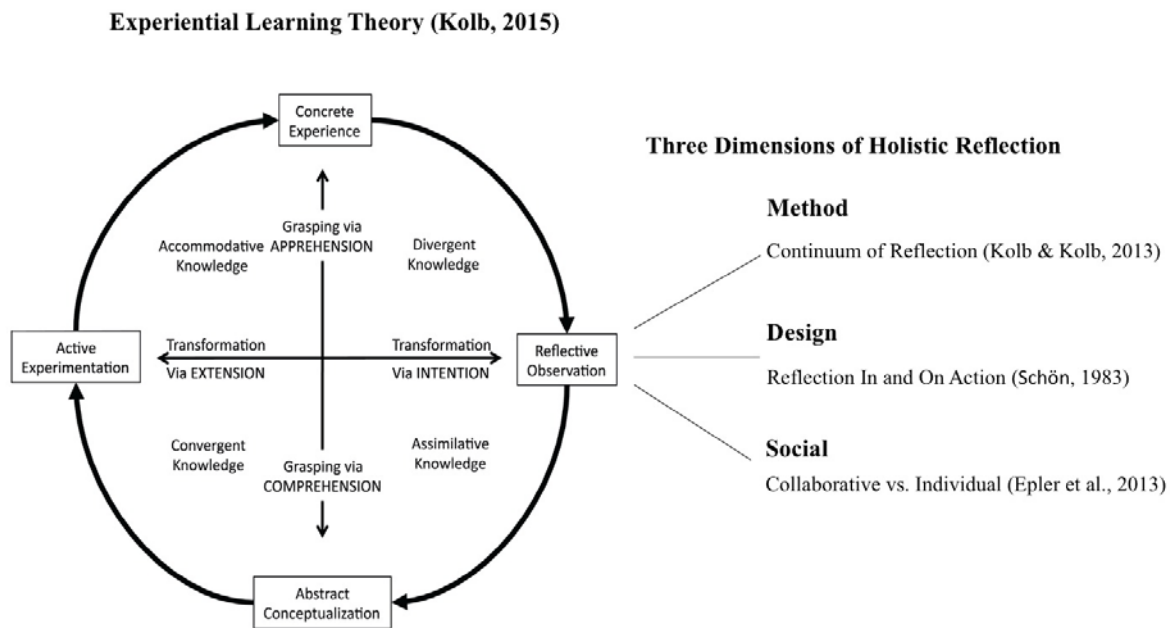 Experiential Learning Theory (Kolb, 2015)
Concrete
Experience
Grasping via
APPREHENSION
Accommodative
Knowledge
Divergent
Knowledge
Active
Experimentation
Transformation
Via EXTENSION
Transformation
Via INTENTION
Reflective
Observation
Convergent
Knowledge
Grasping via
COMPREHENSION
Assimilative
Knowledge
Abstract
Conceptualization
Three Dimensions of Holistic Reflection
Method
Continuum of Reflection (Kolb & Kolb, 2013)
Design
Reflection In and On Action (Schön, 1983)
Social
Collaborative vs. Individual (Epler et al., 2013)